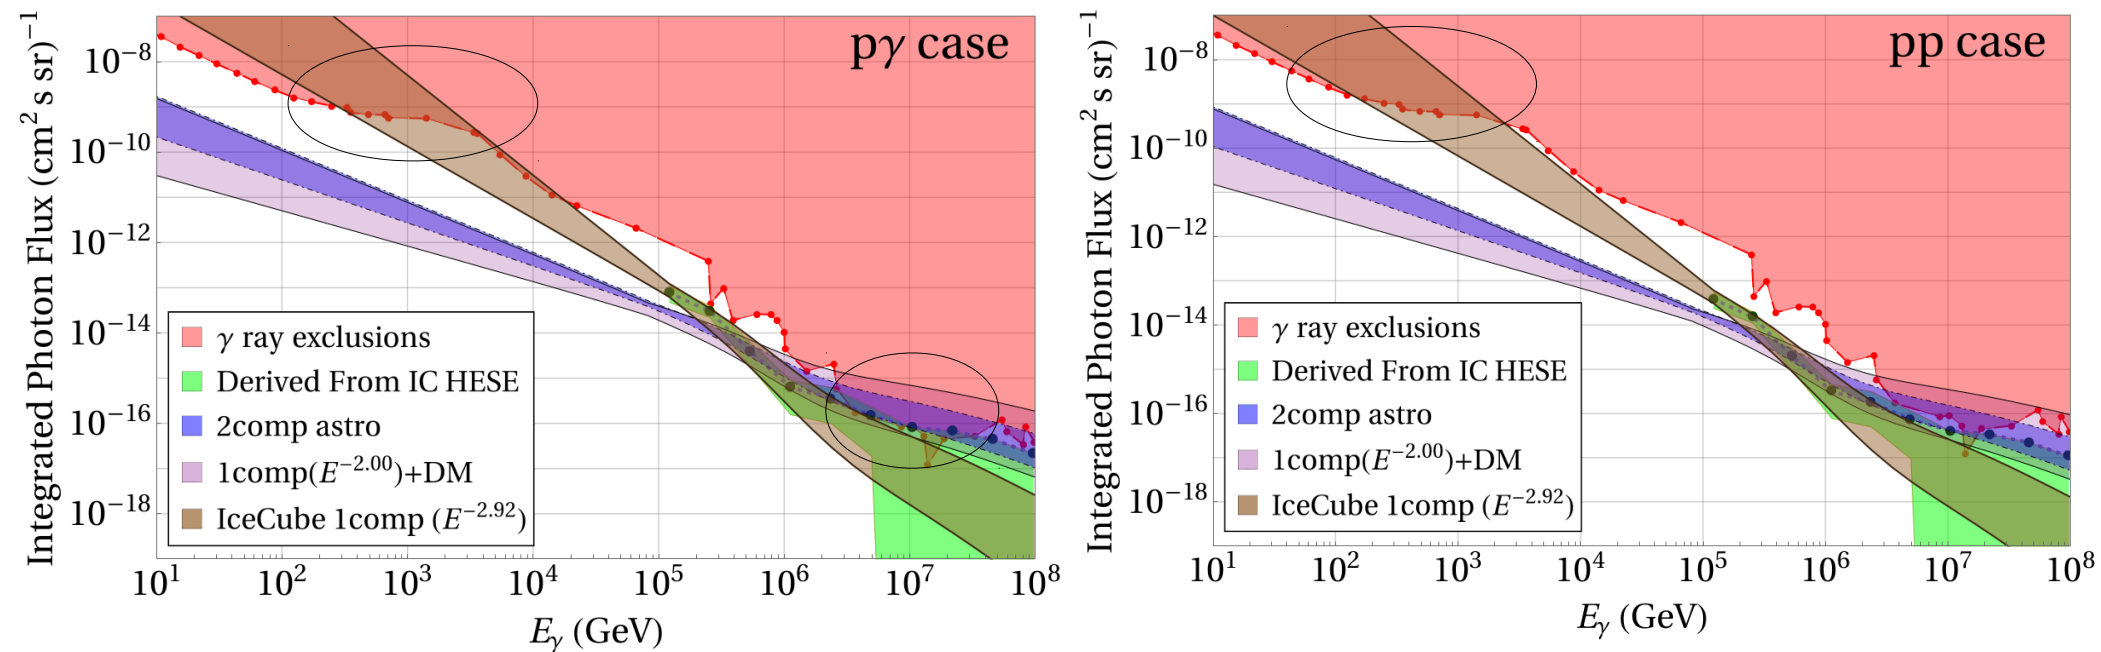 pγ case
Integrated Photon Flux (cm² s sr)⁻¹
10⁻⁸
10⁻¹⁰
10⁻¹²
10⁻¹⁴
10⁻¹⁶
10⁻¹⁸
γ ray exclusions
Derived From IC HESE
2comp astro
1comp(E⁻²·⁰⁰)+DM
IceCube 1comp (E⁻²·⁹²)
10¹ 10² 10³ 10⁴ 10⁵ 10⁶ 10⁷ 10⁸
Eγ (GeV)
pp case
Integrated Photon Flux (cm² s sr)⁻¹
10⁻⁸
10⁻¹⁰
10⁻¹²
10⁻¹⁴
10⁻¹⁶
10⁻¹⁸
γ ray exclusions
Derived From IC HESE
2comp astro
1comp(E⁻²·⁰⁰)+DM
IceCube 1comp (E⁻²·⁹²)
10¹ 10² 10³ 10⁴ 10⁵ 10⁶ 10⁷ 10⁸
Eγ (GeV)